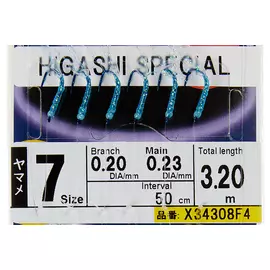 HIGASHI SPECIAL
ヤマメ
7
Size
Branch
0.20
DIA/mm
Main
0.23
DIA/mm
Interval
50 cm
Total length
3.20
m
品番: X34308F4